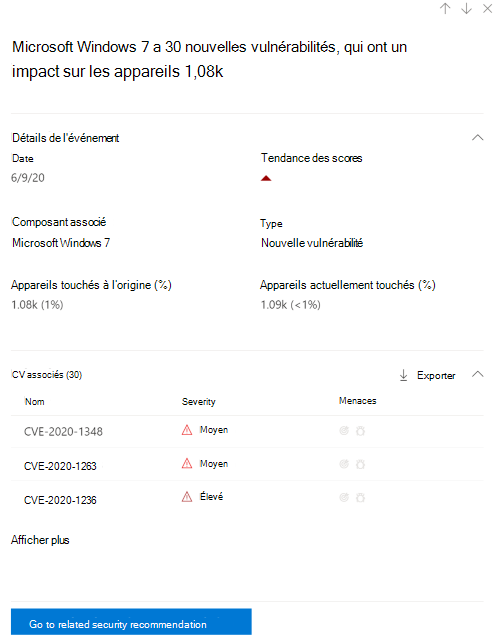 Microsoft Windows 7 a 30 nouvelles vulnérabilités, qui ont un
impact sur les appareils 1,08k
Détails de l'événement
Date
Tendance des scores
6/9/20
Composant associé
Type
Microsoft Windows 7
Nouvelle vulnérabilité
Appareils touchés à l'origine (%)
Appareils actuellement touchés (%)
1.08k (1%)
1.09k (<1%)
CV associés (30)
Exporter
Nom
Severity
Menaces
CVE-2020-1348
Moyen
CVE-2020-1263
Moyen
CVE-2020-1236
Élevé
Afficher plus
Go to related security recommendation